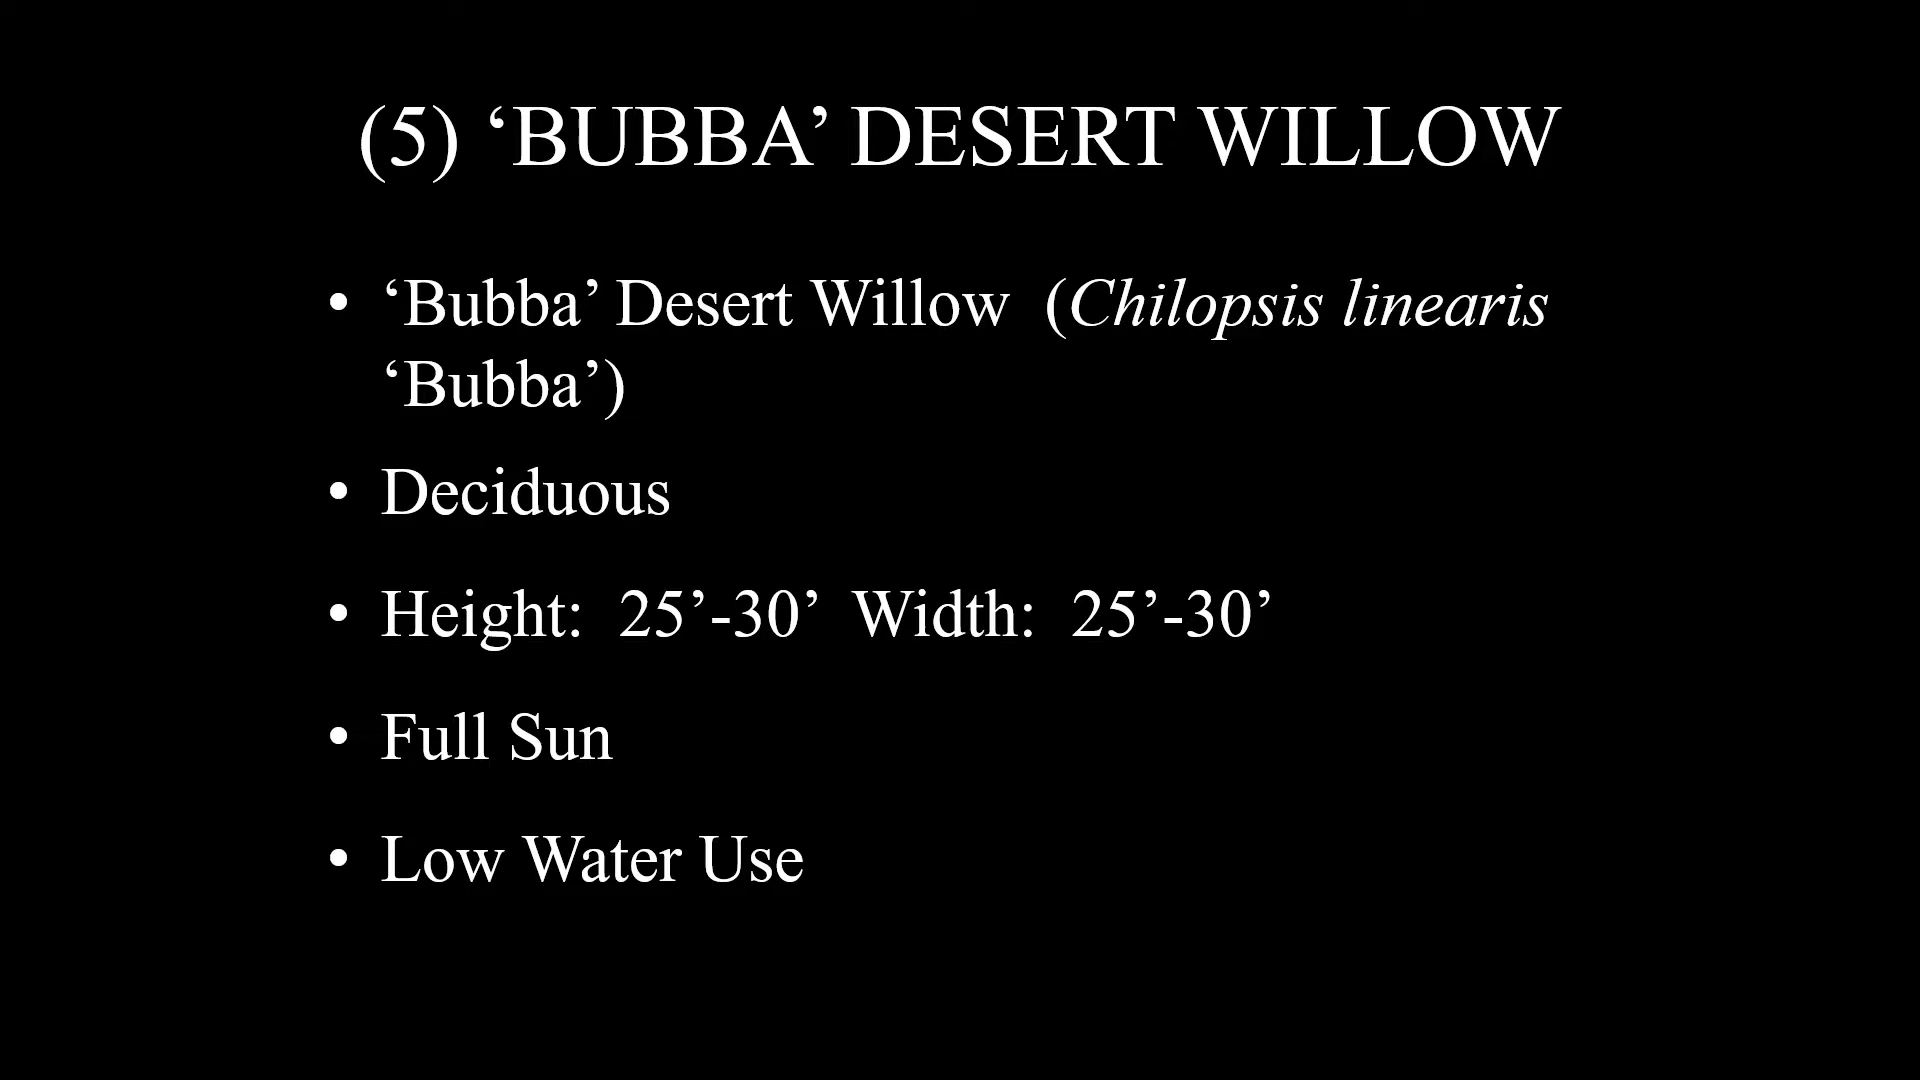 (5) ‘BUBBA’ DESERT WILLOW
• ‘Bubba’ Desert Willow  (Chilopsis linearis
‘Bubba’)
• Deciduous
• Height:  25’-30’  Width:  25’-30’
• Full Sun
• Low Water Use